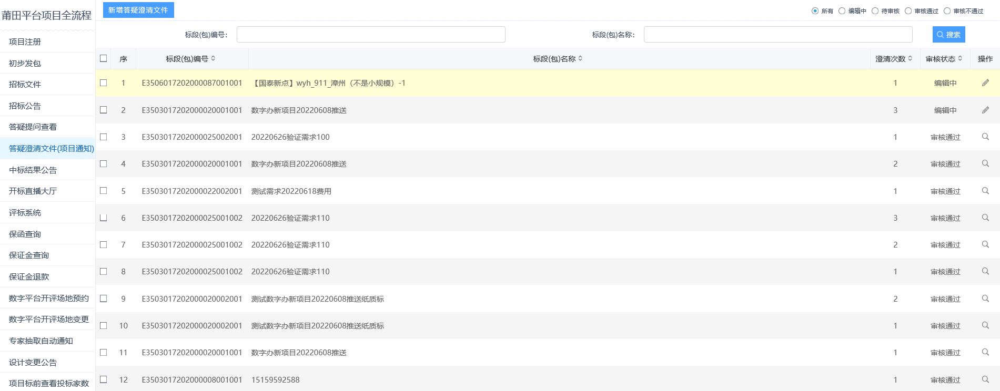 莆田平台项目全流程
项目注册
初步发包
招标文件
招标公告
答疑提问查看
答疑澄清文件(项目通知)
中标结果公告
开标直播大厅
评标系统
保函查询
保证金查询
保证金退款
数字平台开评场地预约
数字平台开评场地变更
专家抽取自动通知
设计变更公告
项目标前查看投标家数
新增答疑澄清文件
所有 编辑中 待审核 审核通过 审核不通过
标段(包)编号： 标段(包)名称： 搜索
序 标段(包)编号 标段(包)名称 澄清次数 审核状态 操作
1 E3506017202000087001001 【国泰新点】wyh_911_漳州（不是小规模）-1 1 编辑中
2 E3503017202000020001001 数字办新项目20220608推送 3 编辑中
3 E3503017202000025002001 20220626验证需求100 1 审核通过
4 E3503017202000020001001 数字办新项目20220608推送 2 审核通过
5 E3503017202000022002001 测试需求20220618费用 1 审核通过
6 E3503017202000025001002 20220626验证需求110 3 审核通过
7 E3503017202000025001002 20220626验证需求110 2 审核通过
8 E3503017202000025001002 20220626验证需求110 1 审核通过
9 E3503017202000020002001 测试数字办新项目20220608推送纸质标 2 审核通过
10 E3503017202000020002001 测试数字办新项目20220608推送纸质标 1 审核通过
11 E3503017202000020001001 数字办新项目20220608推送 1 审核通过
12 E3503017202000008001001 15159592588 1 审核通过